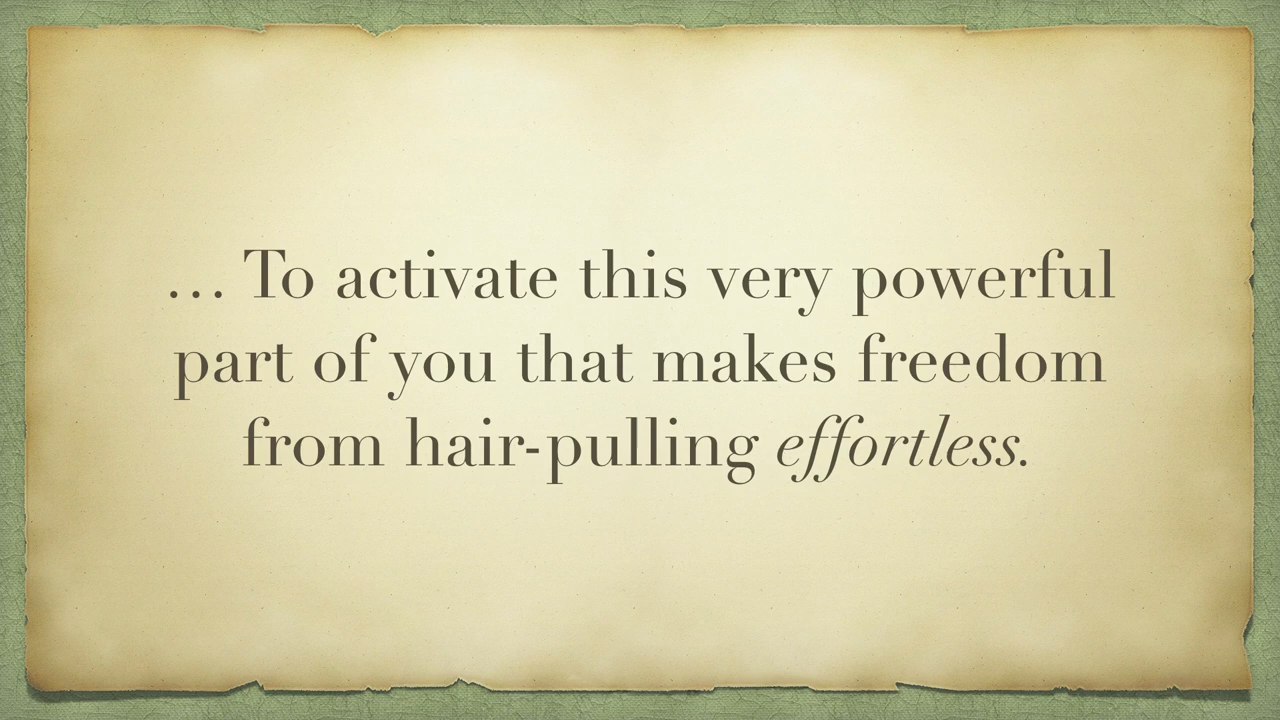 … To activate this very powerful
part of you that makes freedom
from hair-pulling effortless.